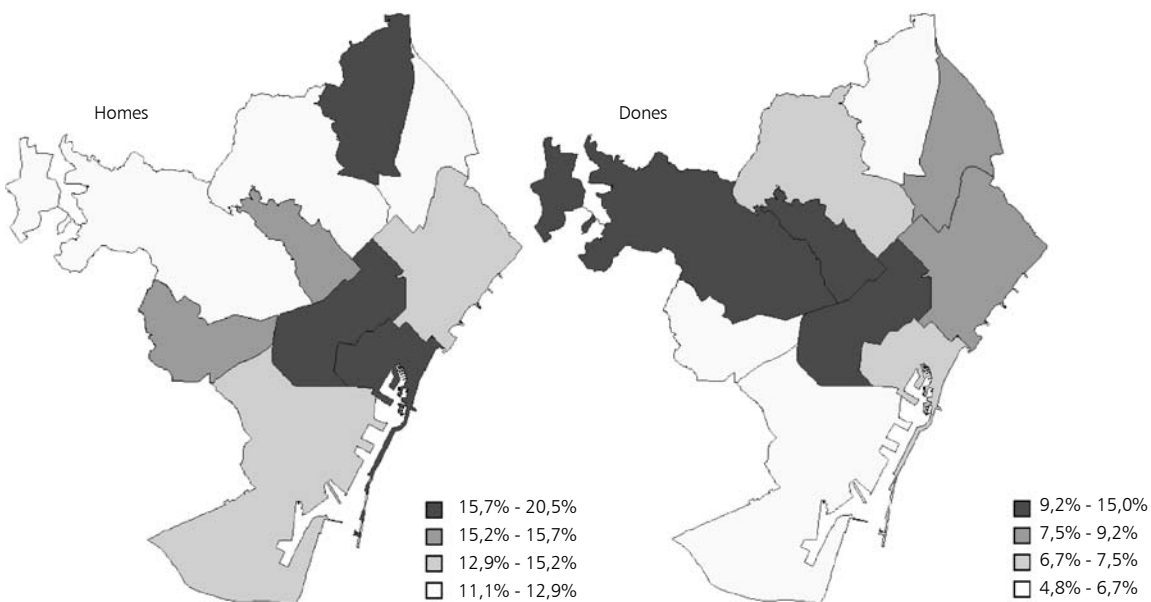 Homes
Dones
15,7% - 20,5%
15,2% - 15,7%
12,9% - 15,2%
11,1% - 12,9%
9,2% - 15,0%
7,5% - 9,2%
6,7% - 7,5%
4,8% - 6,7%